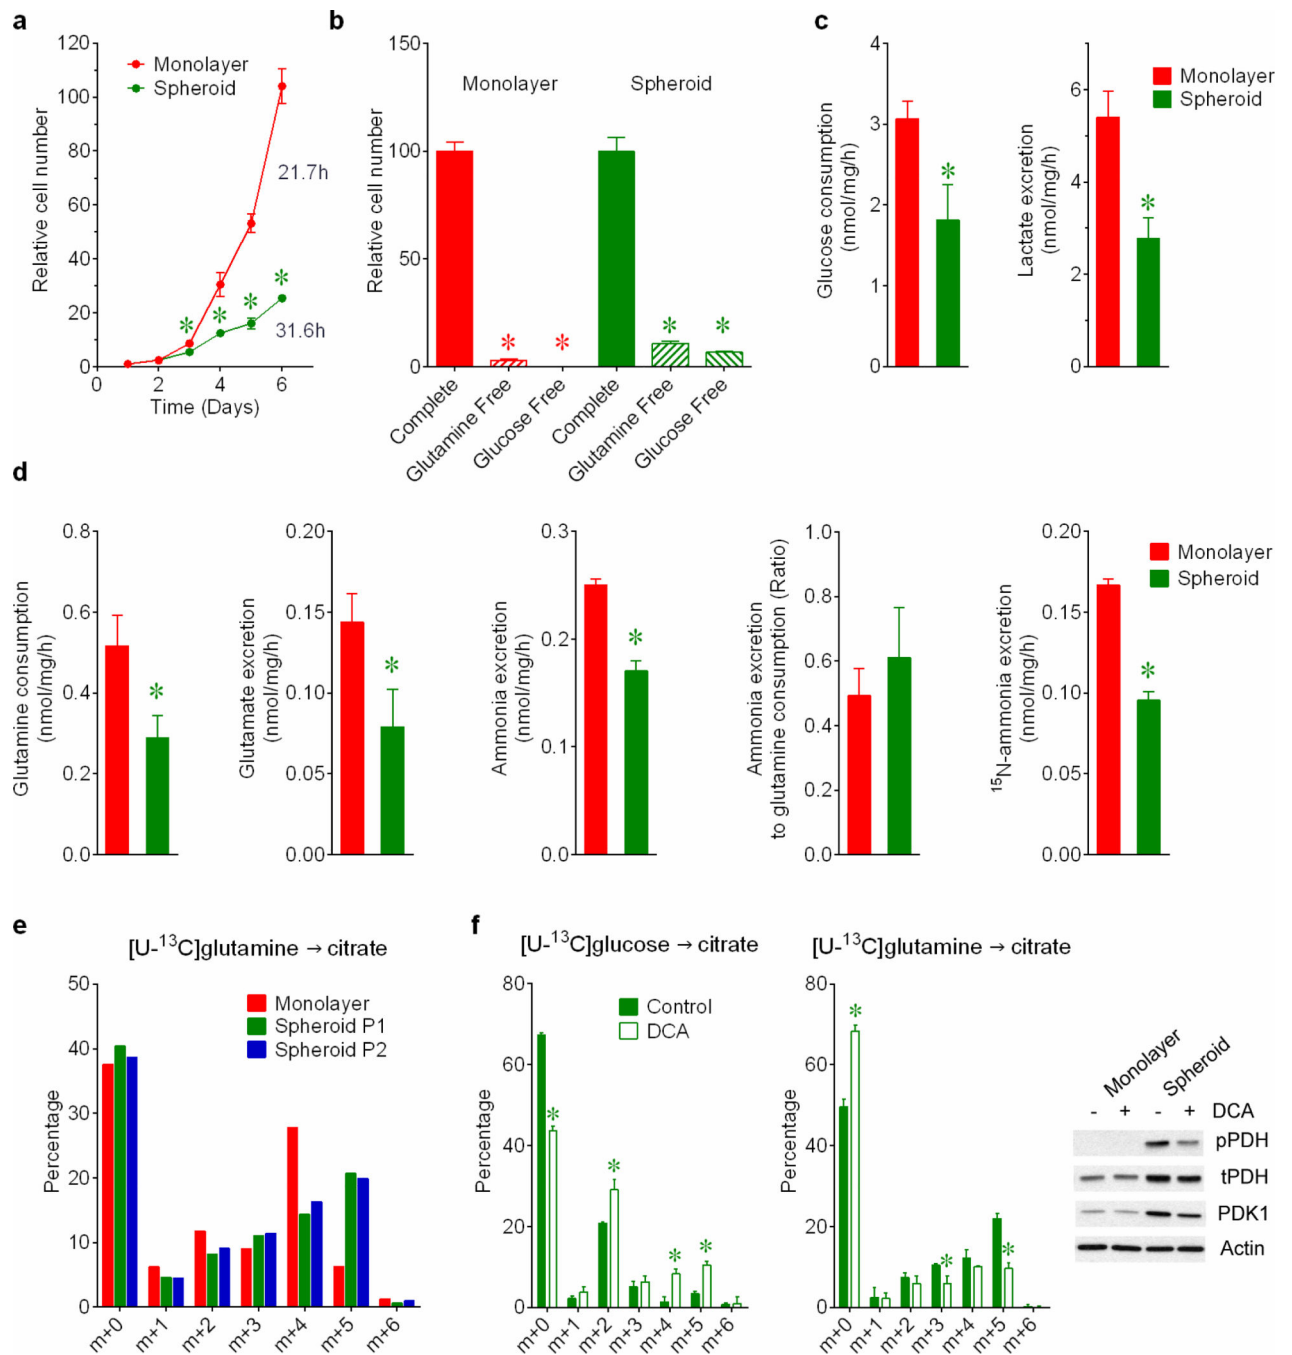 a
120
100
80
60
40
20
0
Relative cell number
Monolayer
Spheroid
21.7h
31.6h
*
*
*
*
0
2
4
6
Time (Days)
b
150
100
50
0
Relative cell number
Monolayer
Spheroid
*
*
*
*
Complete
Glutamine Free
Glucose Free
Complete
Glutamine Free
Glucose Free
c
4
3
2
1
0
Glucose consumption
(nmol/mg/h)
*
6
4
2
0
Lactate excretion
(nmol/mg/h)
*
Monolayer
Spheroid
d
0.8
0.6
0.4
0.2
0.0
Glutamine consumption
(nmol/mg/h)
*
0.20
0.15
0.10
0.05
0.00
Glutamate excretion
(nmol/mg/h)
*
0.3
0.2
0.1
0.0
Ammonia excretion
(nmol/mg/h)
*
1.0
0.8
0.6
0.4
0.2
0.0
Ammonia excretion
to glutamine consumption (Ratio)
0.20
0.15
0.10
0.05
0.00
15N-ammonia excretion
(nmol/mg/h)
*
Monolayer
Spheroid
e
[U-13C]glutamine → citrate
50
40
30
20
10
0
Percentage
Monolayer
Spheroid P1
Spheroid P2
m+0
m+1
m+2
m+3
m+4
m+5
m+6
f
[U-13C]glucose → citrate
80
60
40
20
0
Percentage
Control
DCA
*
*
*
*
m+0
m+1
m+2
m+3
m+4
m+5
m+6
[U-13C]glutamine → citrate
80
60
40
20
0
Percentage
*
*
*
m+0
m+1
m+2
m+3
m+4
m+5
m+6
Monolayer
Spheroid
- + - + DCA
pPDH
tPDH
PDK1
Actin